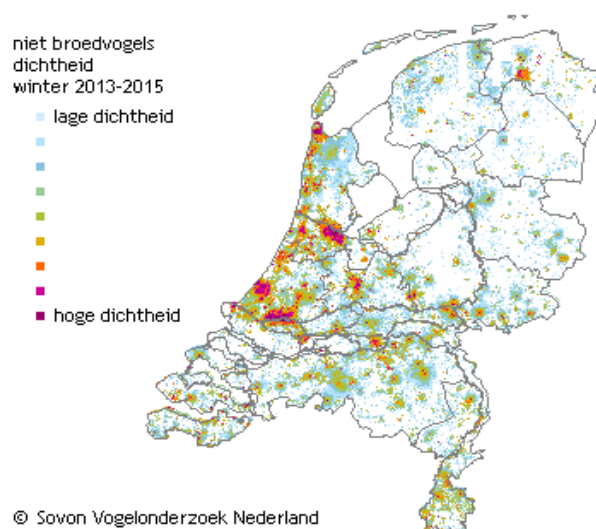 niet broedvogels
dichtheid
winter 2013-2015
lage dichtheid
hoge dichtheid
© Sovon Vogelonderzoek Nederland